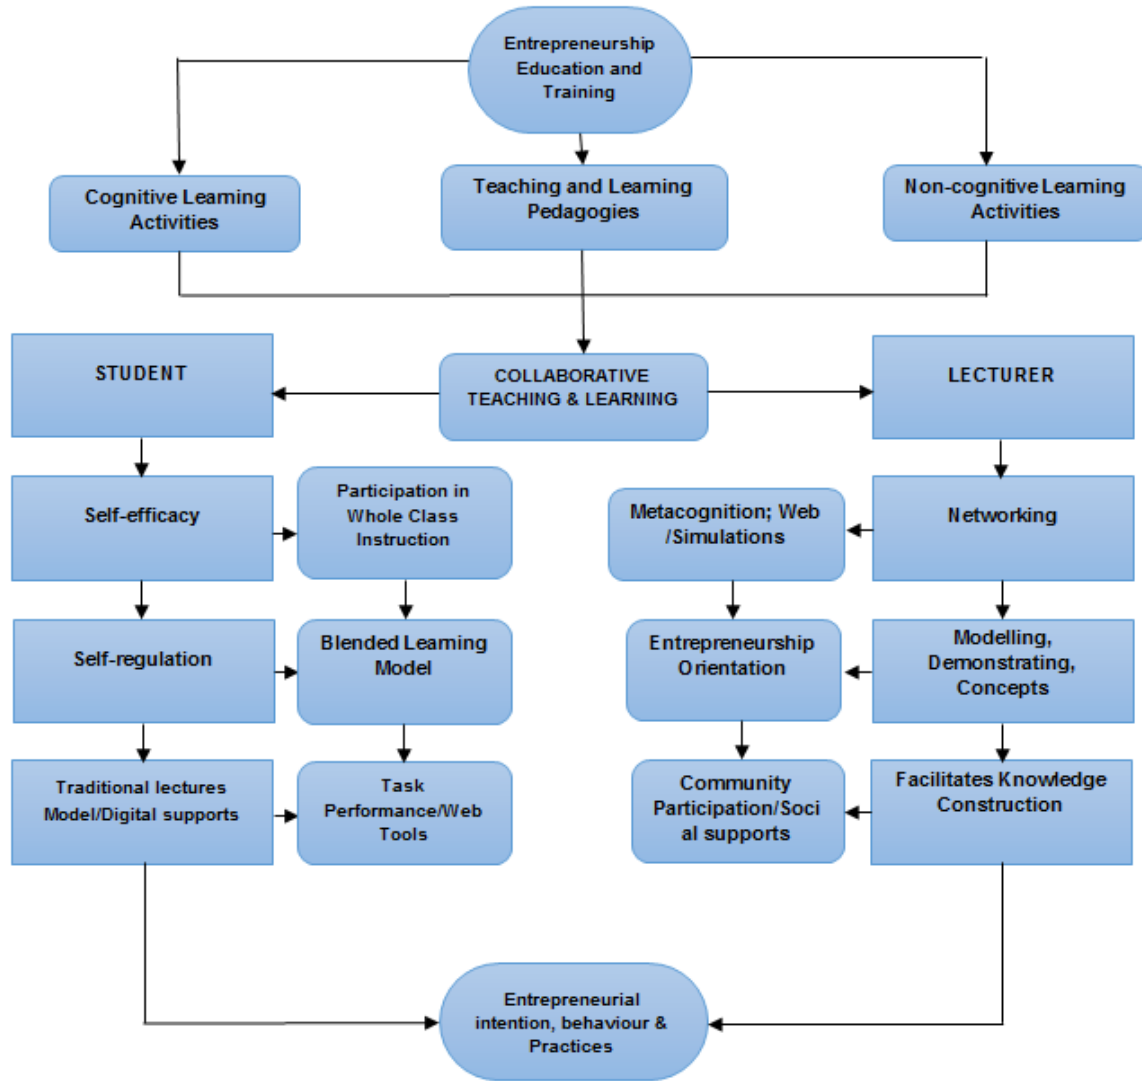 Entrepreneurship
Education and
Training
Cognitive Learning
Activities
Teaching and Learning
Pedagogies
Non-cognitive Learning
Activities
STUDENT
COLLABORATIVE
TEACHING & LEARNING
LECTURER
Self-efficacy
Participation in
Whole Class
Instruction
Metacognition; Web
/Simulations
Networking
Self-regulation
Blended Learning
Model
Entrepreneurship
Orientation
Modelling,
Demonstrating,
Concepts
Traditional lectures
Model/Digital supports
Task
Performance/Web
Tools
Community
Participation/Soci
al supports
Facilitates Knowledge
Construction
Entrepreneurial
intention, behaviour &
Practices